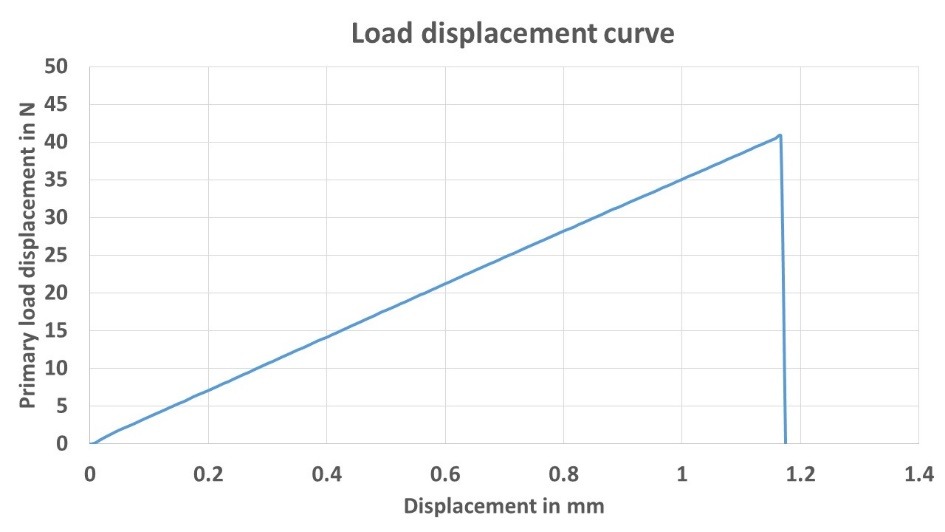 Load displacement curve
Primary load displacement in N
50
45
40
35
30
25
20
15
10
5
0
0 0.2 0.4 0.6 0.8 1 1.2 1.4
Displacement in mm